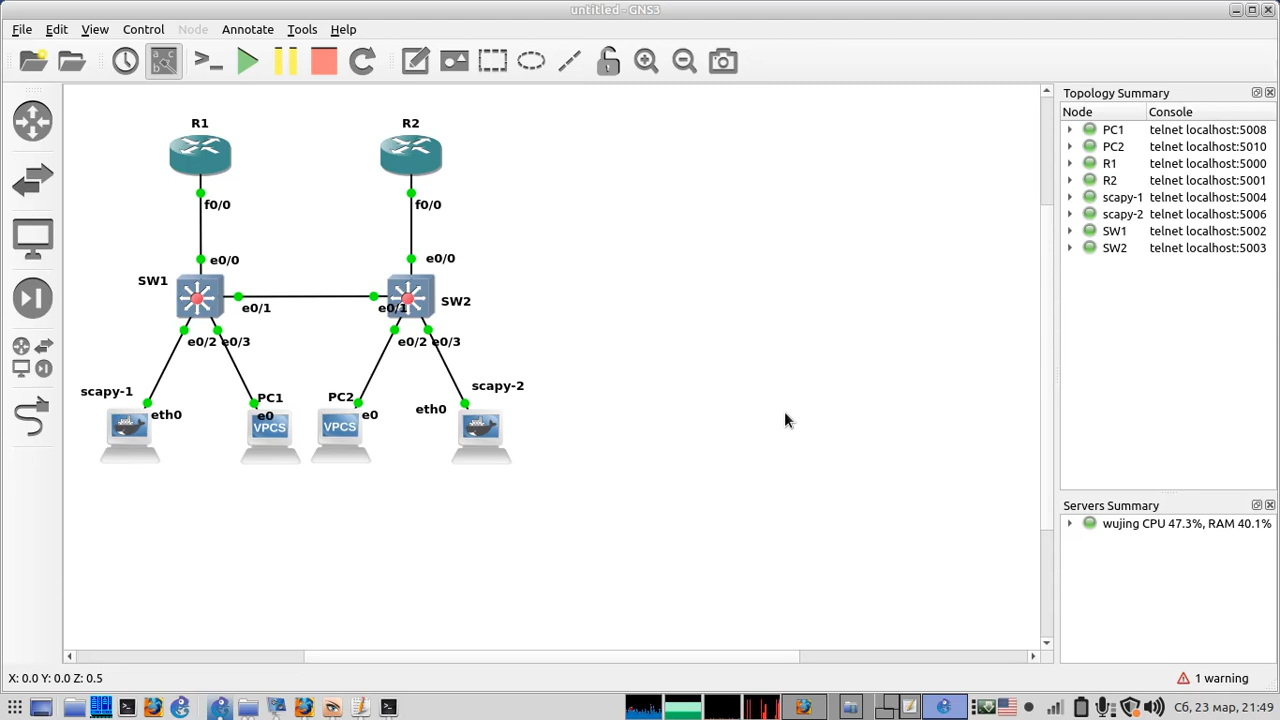 untitled - GNS3
File Edit View Control Node Annotate Tools Help
R1
R2
f0/0
f0/0
e0/0
e0/0
SW1
SW2
e0/1
e0/1
e0/2 e0/3
e0/2 e0/3
scapy-1
PC1
PC2
scapy-2
eth0
e0
e0
eth0
VPCS
VPCS
Topology Summary
Node Console
PC1 telnet localhost:5008
PC2 telnet localhost:5010
R1 telnet localhost:5000
R2 telnet localhost:5001
scapy-1 telnet localhost:5004
scapy-2 telnet localhost:5006
SW1 telnet localhost:5002
SW2 telnet localhost:5003
Servers Summary
wujing CPU 47.3%, RAM 40.1%
X: 0.0 Y: 0.0 Z: 0.5
1 warning
Сб, 23 мар, 21:49